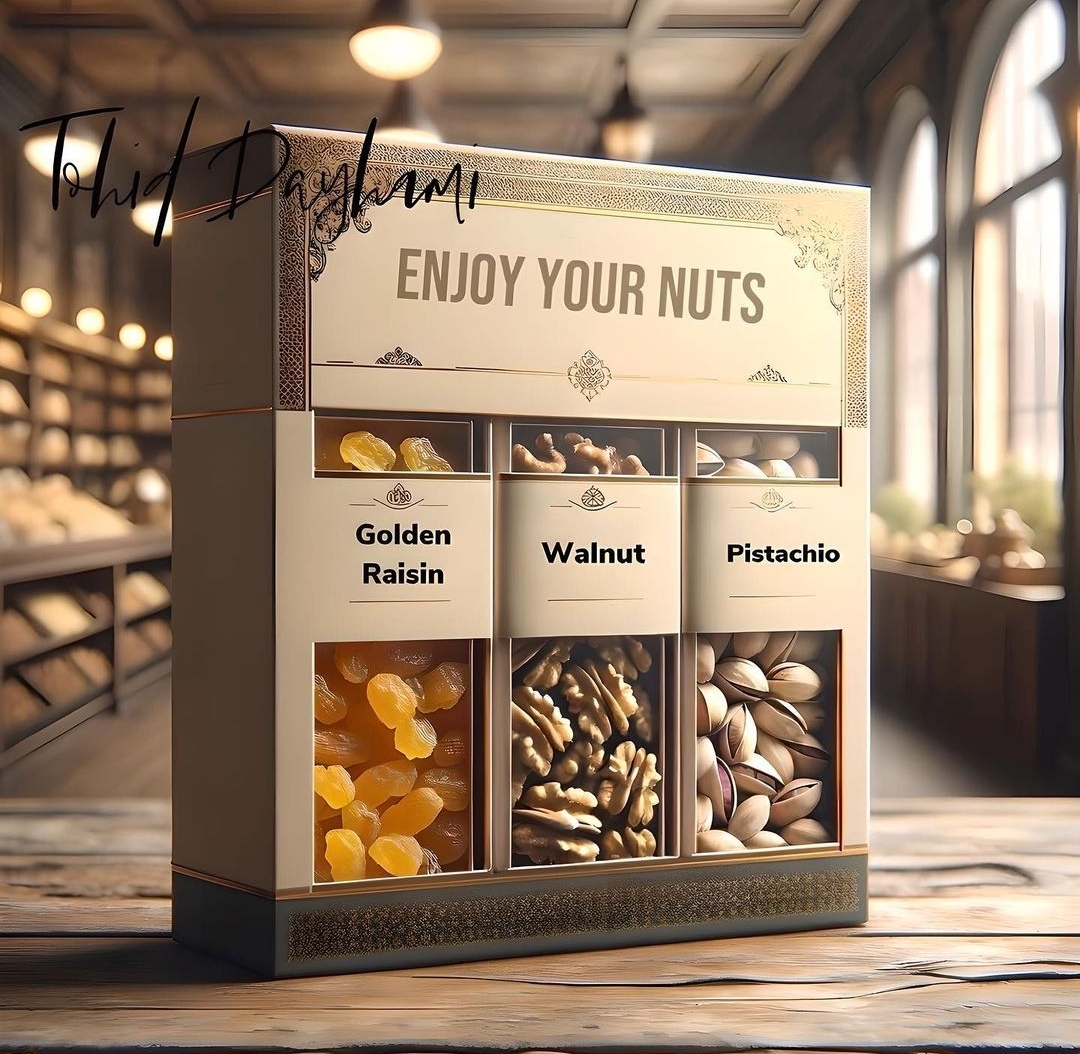 Tohid Dayhami
ENJOY YOUR NUTS
Golden
Raisin
Walnut
Pistachio